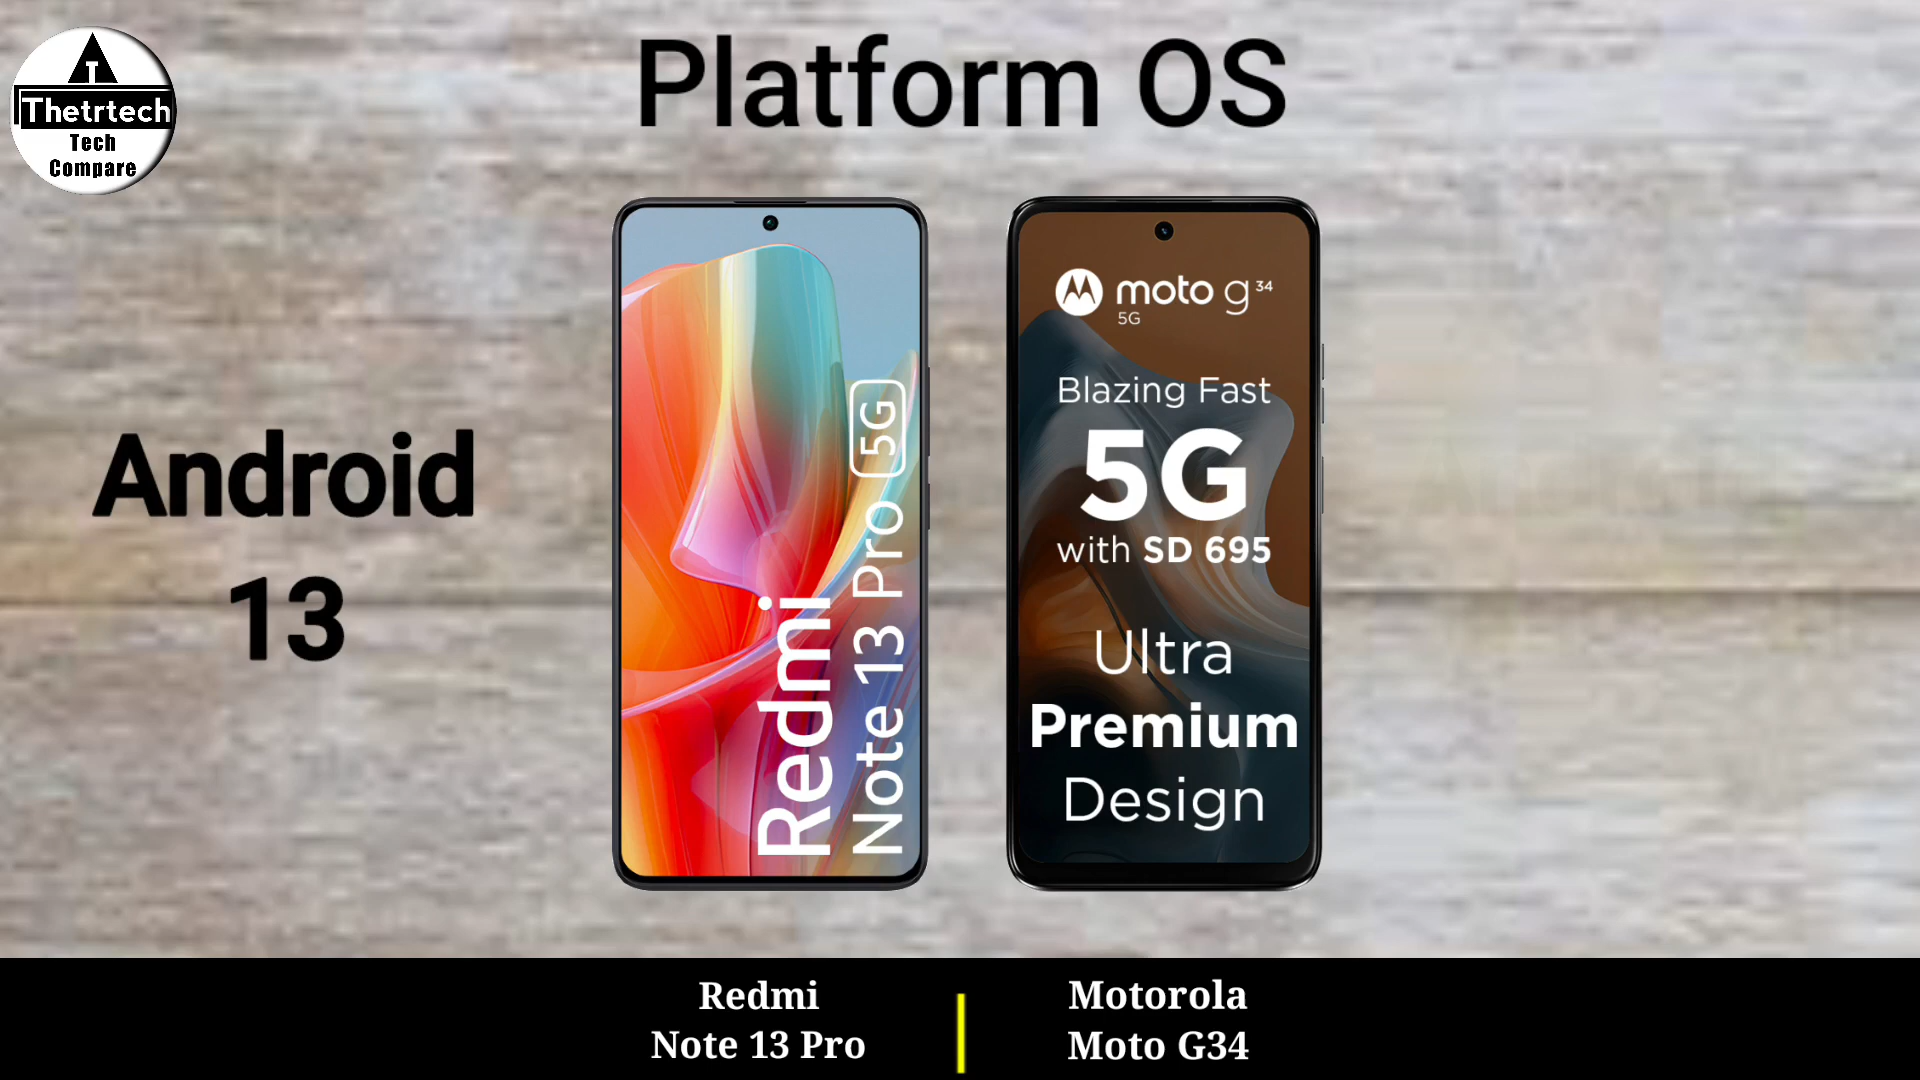 T
Thetrtech
Tech
Compare
Platform OS
Android
13
Redmi
Note 13 Pro 5G
moto g34
5G
Blazing Fast
5G
with SD 695
Ultra
Premium
Design
Redmi
Note 13 Pro
Motorola
Moto G34